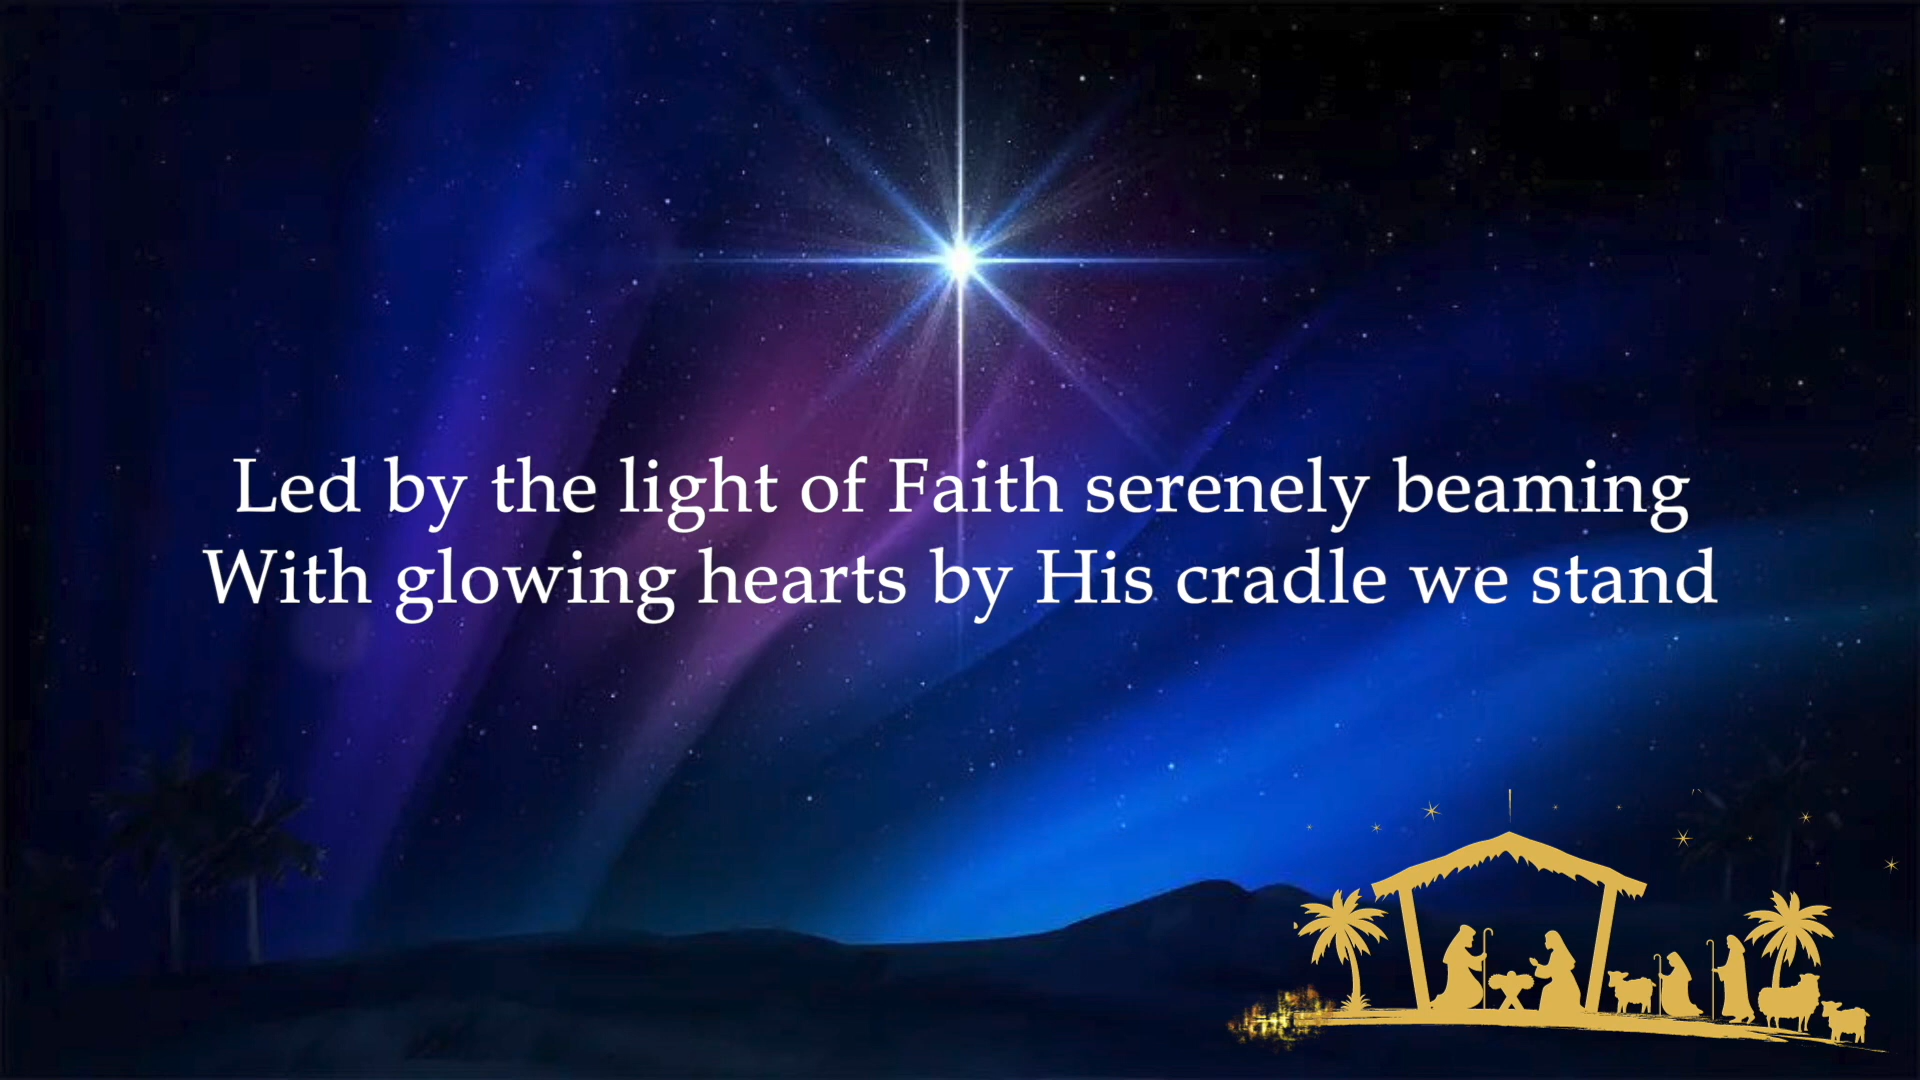 Led by the light of Faith serenely beaming
With glowing hearts by His cradle we stand